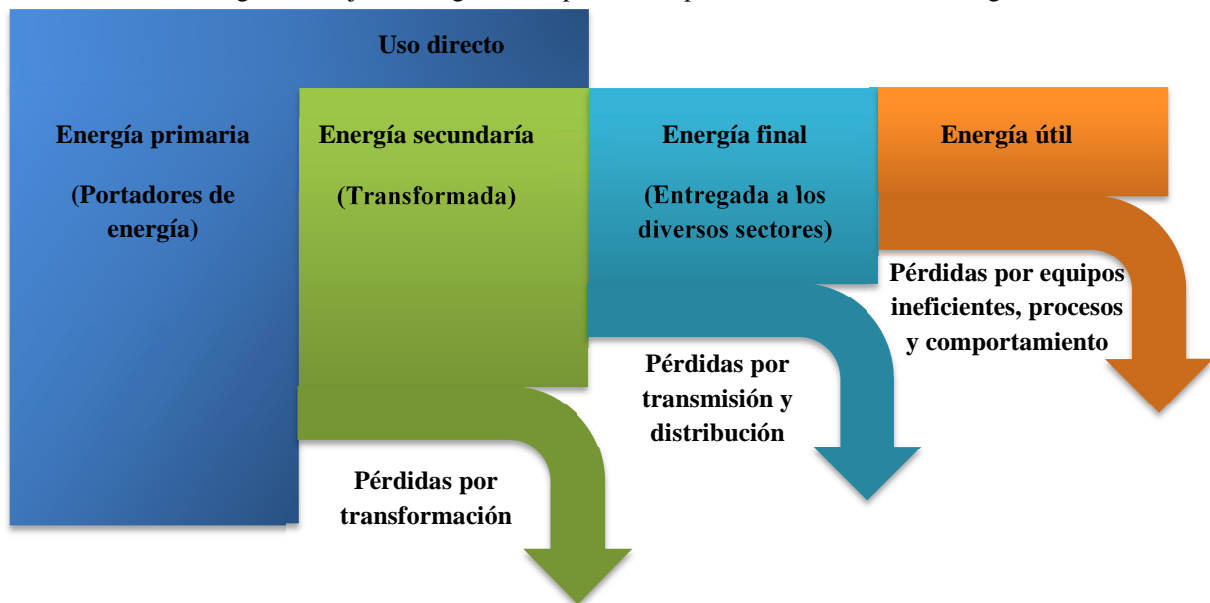 Uso directo
Energía primaria
(Portadores de
energía)
Energía secundaría
(Transformada)
Energía final
(Entregada a los
diversos sectores)
Energía útil
Pérdidas por equipos
ineficientes, procesos
y comportamiento
Pérdidas por
transmisión y
distribución
Pérdidas por
transformación